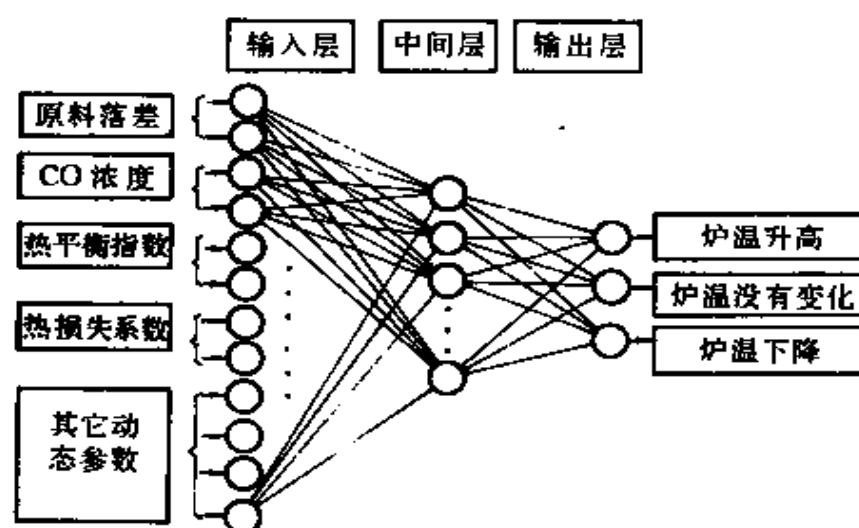 输入层 中间层 输出层
原料落差
CO 浓度
热平衡指数
热损失系数
其它动
态参数
炉温升高
炉温没有变化
炉温下降